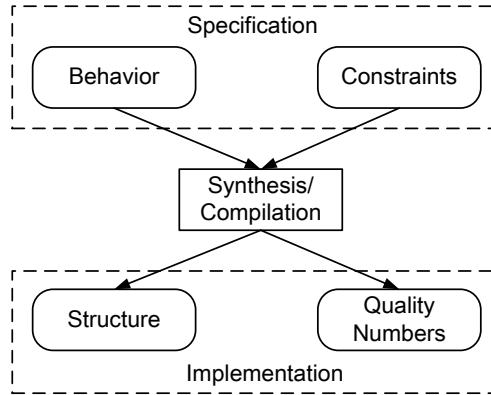 Specification
Behavior
Constraints
Synthesis/
Compilation
Structure
Quality
Numbers
Implementation